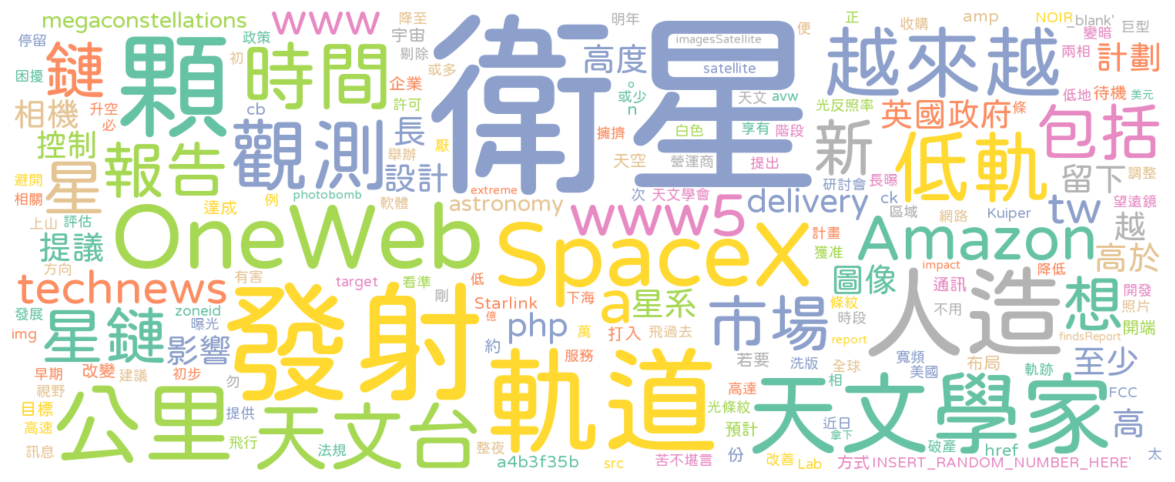 megaconstellations
www
降至
宇宙
剔除
停留
政策
困擾
初
鏈
顆
時間
企業
或多
許可
衛星
高度
imagesSatellite
satellite
天文
avw
。
或少
n
擁擠
白色
享有
階段
天空
營運商
提出
明年
便
收購
amp
正
NOIR
blank'
_
變暗
巨型
越來越
兩相
計劃
光反照率
英國政府
條
低地
待機
美元
相機
升空
必
cb
控制
報告
觀測
長
厭
舉辦
設計
新
低軌
包括
避開
相關
星
達成
例
photobomb
軟體
extreme
astronomy
次
天文學會
研討會
長曝
delivery
ck
區域
網路
Kuiper
留下
調整
望遠鏡
tw
越
上山
評估
提議
方向
OneWeb
SpaceX
www5
計畫
獲准
Amazon
高於
technews
有害
zoneid
target
看準
低
剛
Starlink
億
a
下海
星系
圖像
impact
通訊
降低
開發
照片
想
發展
img
曝光
星鏈
影響
發射
php
約
萬
打入
飛過去
市場
條紋
時段
report
不用
人造
開端
findsReport
早期
改變
建議
初步
視野
勿
服務
軌道
若要
洗版
全球
寬頻
美國
布局
軌跡
至少
目標
高速
公里
提供
天文台
高達
光條紋
相
預計
天文學家
FCC
高
訊息
飛行
法規
整夜
a4b3f35b
src
苦不堪言
份
近日
拿下
改善
Lab
破產
href
方式
INSERT_RANDOM_NUMBER_HERE'
太